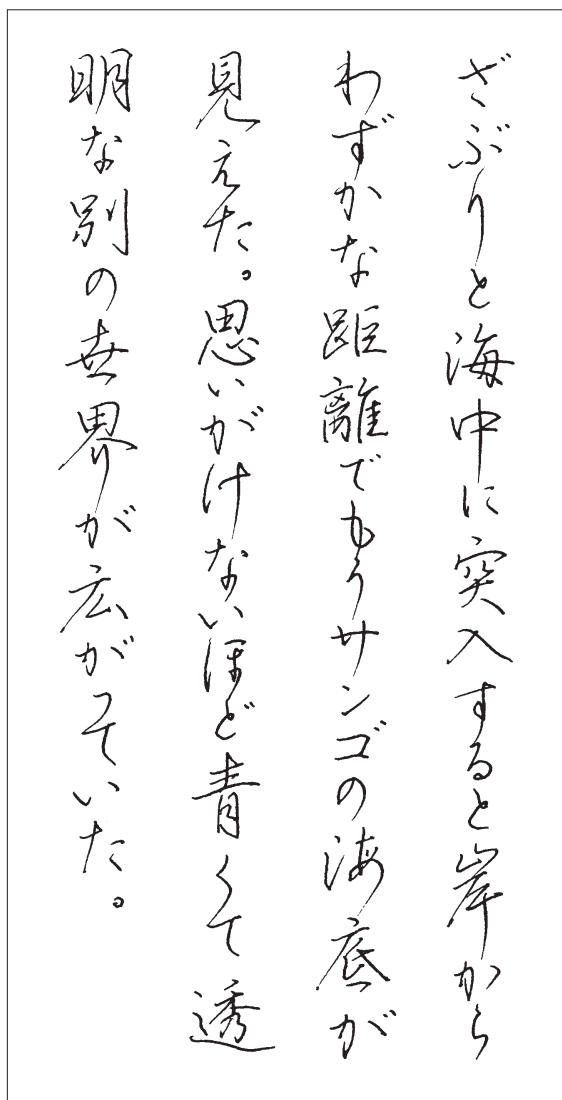 ざぶりと海中に突入すると岸から
わずかな距離でもうサンゴの海底が
見えた。思いがけないほど青くて透
明な別の世界が広がっていた。